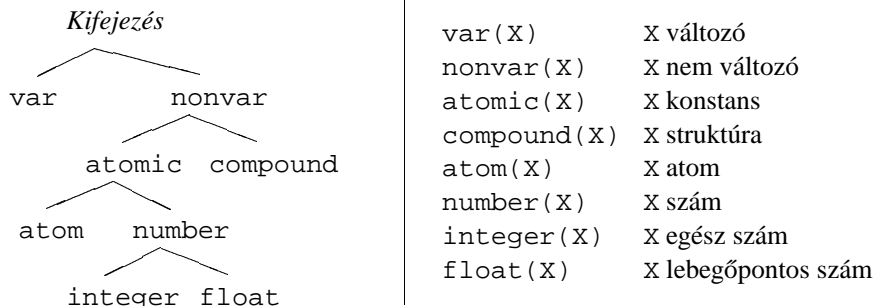 Kifejezés
var nonvar
atomic compound
atom number
integer float
var(X) X változó
nonvar(X) X nem változó
atomic(X) X konstans
compound(X) X struktúra
atom(X) X atom
number(X) X szám
integer(X) X egész szám
float(X) X lebegőpontos szám